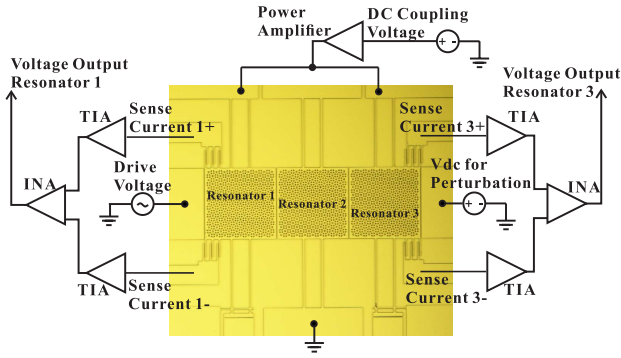 Power
Amplifier
DC Coupling
Voltage
Voltage Output
Resonator 1
Voltage Output
Resonator 3
TIA
Sense
Current 1+
Sense
Current 3+
TIA
INA
Drive
Voltage
Vdc for
Perturbation
INA
Resonator 1
Resonator 2
Resonator 3
TIA
Sense
Current 1-
Sense
Current 3-
TIA